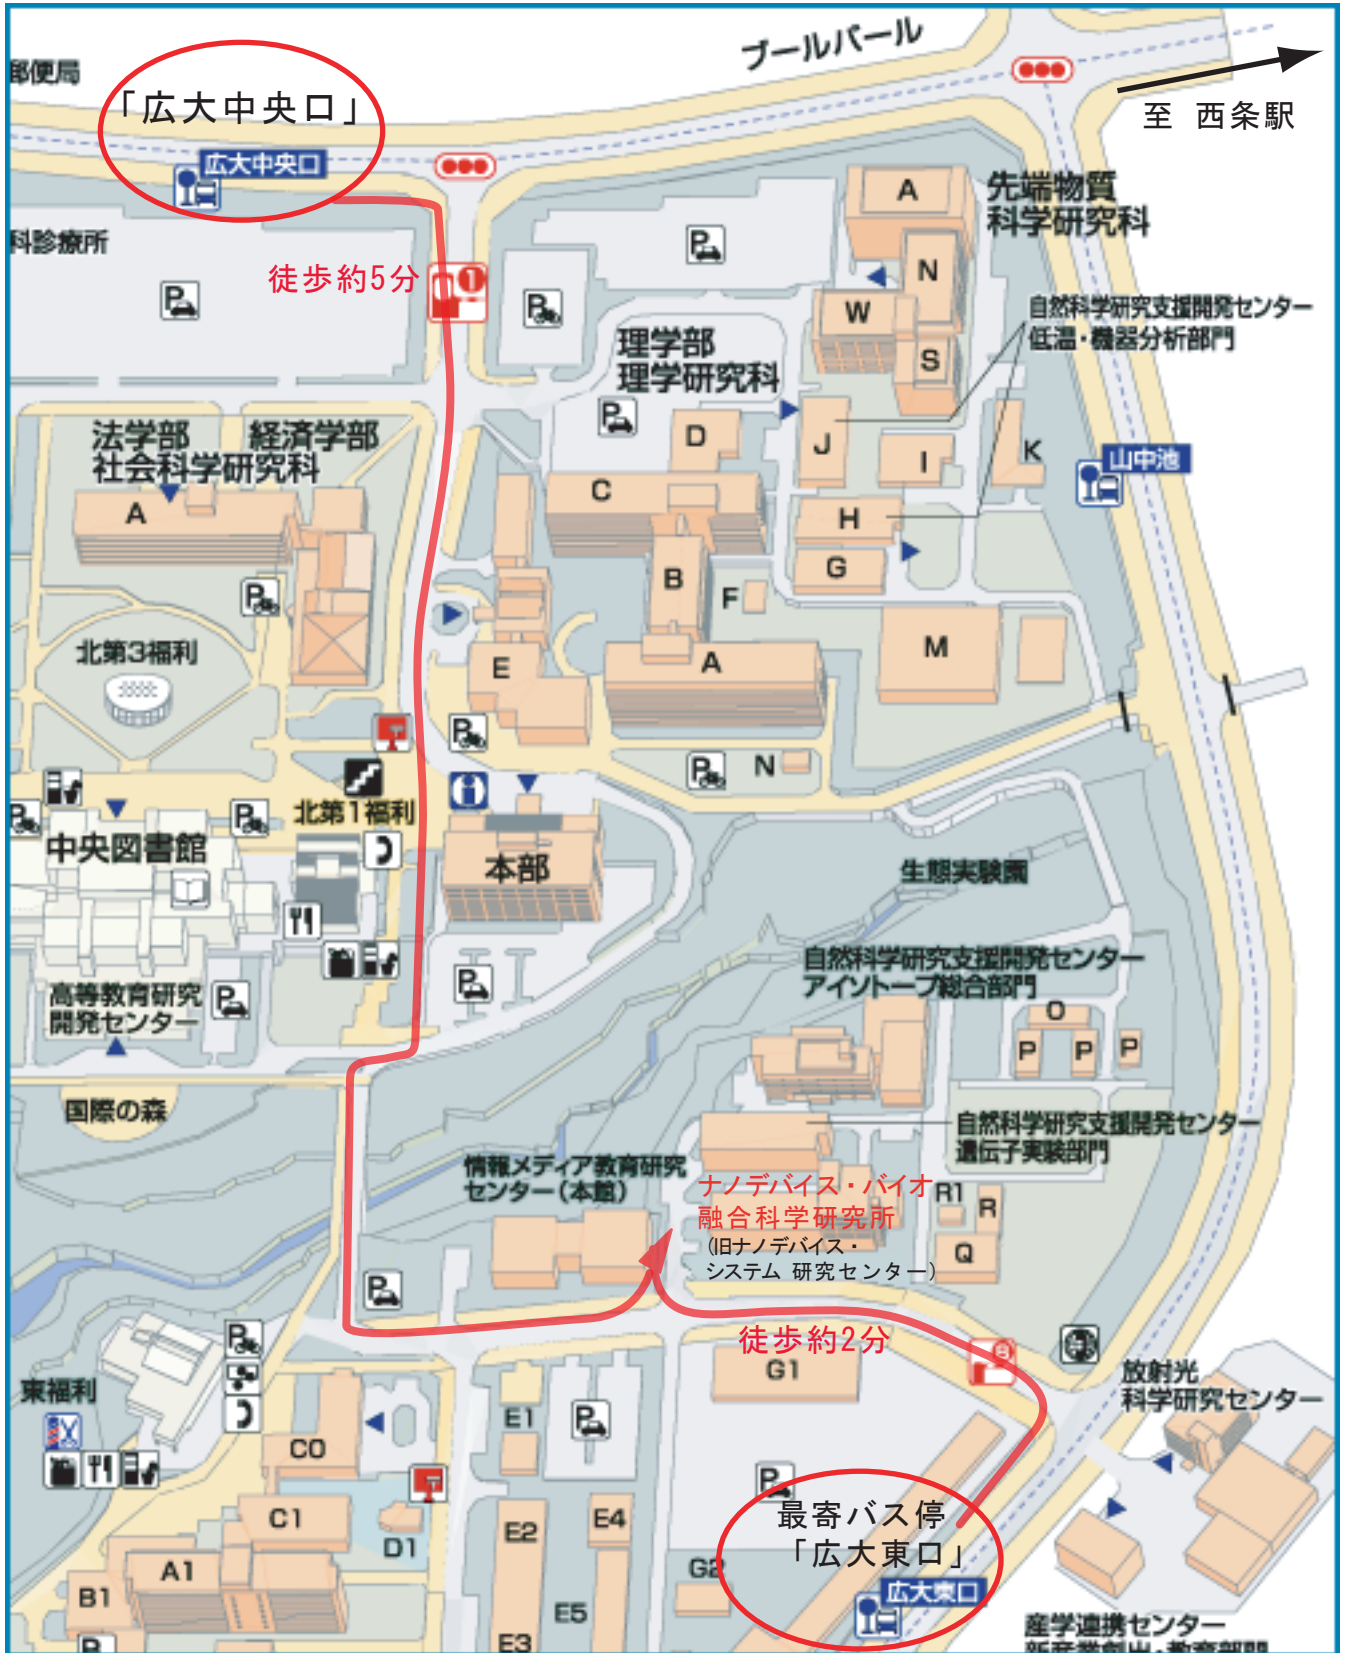 ブールバール
郵便局
「広大中央口」
至 西条駅
広大中央口
先端物質
科学研究科
A
科診療所
N
徒歩約5分
1
P
P
P
W
自然科学研究支援開発センター
低温・機器分析部門
理学部
理学研究科
S
P
法学部
社会科学研究科
経済学部
D
J
I
K
山中池
A
C
H
G
P
B
F
北第3福利
E
A
M
P
P
N
北第1福利
P
P
中央図書館
本部
生態実験園
自然科学研究支援開発センター
アイソトープ総合部門
高等教育研究
開発センター
P
P
O
P
P
P
国際の森
自然科学研究支援開発センター
遺伝子実験部門
情報メディア教育研究
センター(本館)
ナノデバイス・バイオ
融合科学研究所
(旧ナノデバイス・
システム 研究センター)
R1
R
Q
P
P
徒歩約2分
G1
放射光
科学研究センター
東福利
E1
P
C0
P
最寄バス停
「広大東口」
C1
D1
E2
E4
A1
B1
G2
広大東口
E5
E3
P
産学連携センター
新産業創出・教育部門